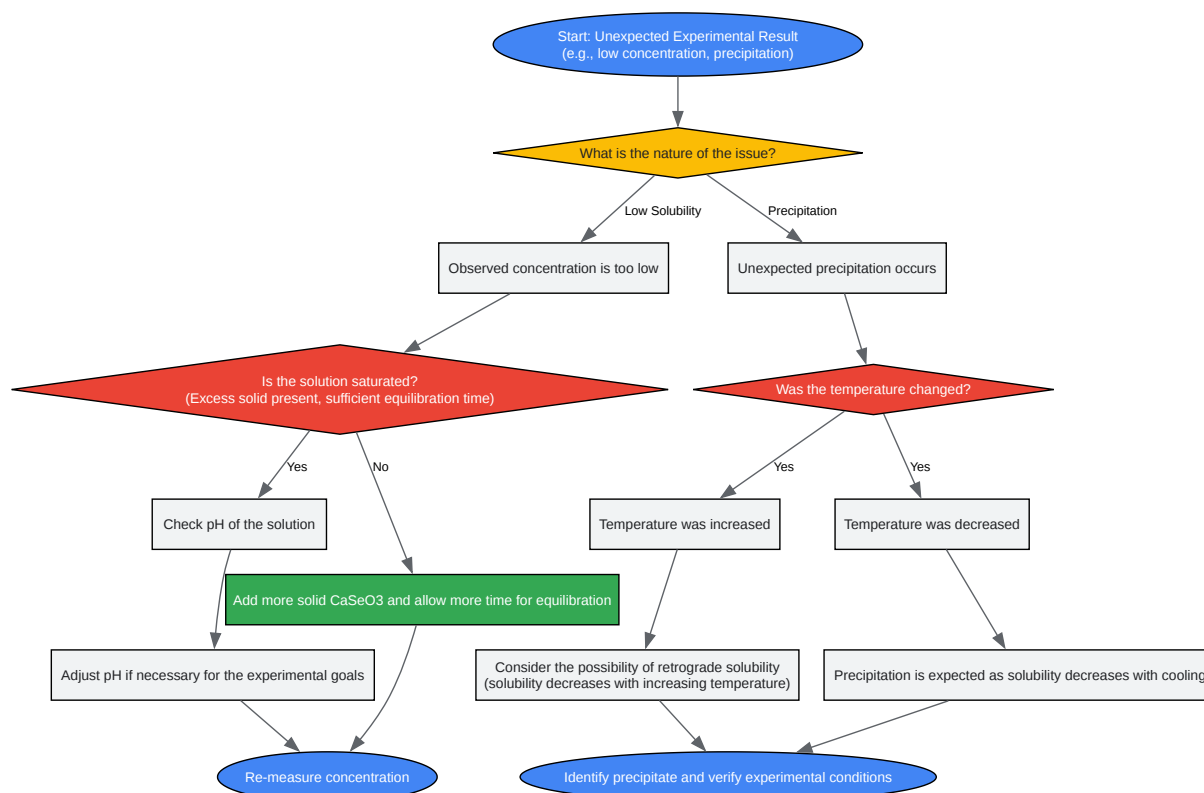 Start: Unexpected Experimental Result
(e.g., low concentration, precipitation)
What is the nature of the issue?
Low Solubility
Precipitation
Observed concentration is too low
Unexpected precipitation occurs
Is the solution saturated?
(Excess solid present, sufficient equilibration time)
Was the temperature changed?
Yes
No
Yes
Yes
Check pH of the solution
Temperature was increased
Temperature was decreased
Add more solid CaSeO3 and allow more time for equilibration
Adjust pH if necessary for the experimental goals
Consider the possibility of retrograde solubility
(solubility decreases with increasing temperature)
Precipitation is expected as solubility decreases with cooling
Re-measure concentration
Identify precipitate and verify experimental conditions